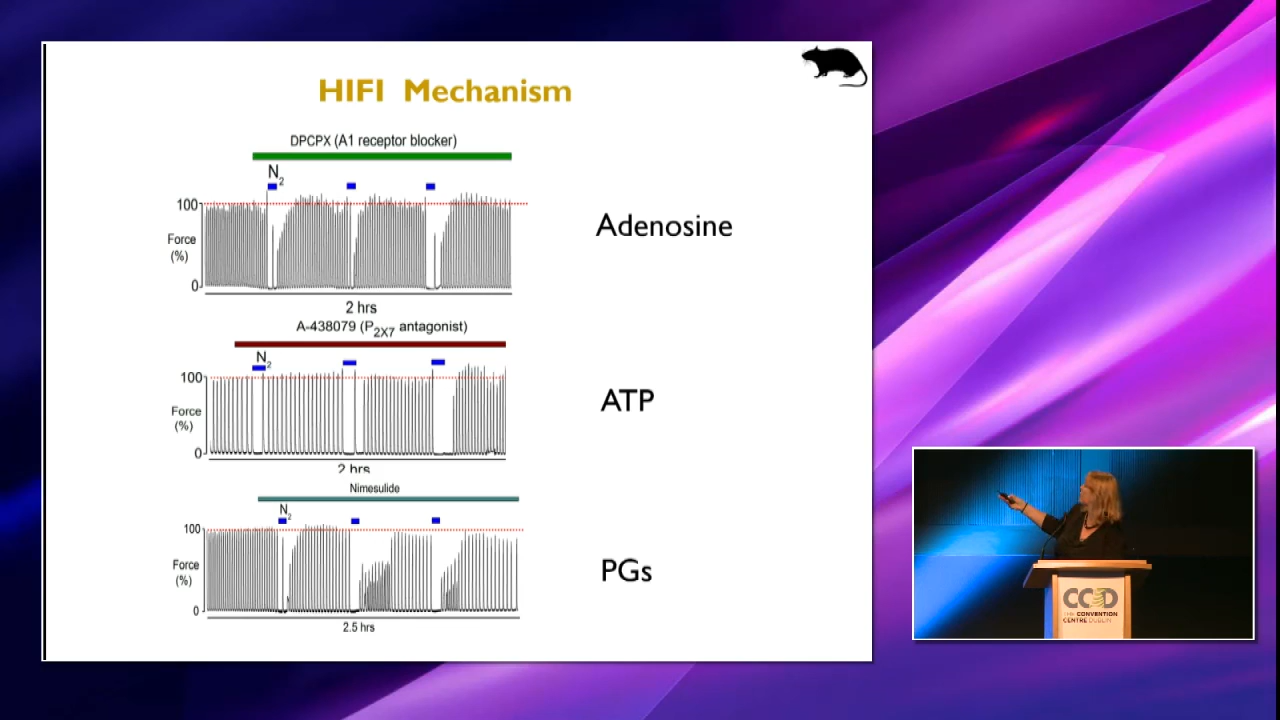 HIFI Mechanism
DPCPX (A1 receptor blocker)
N2
100
Force
(%)
0
2 hrs
Adenosine
A-438079 (P2X7 antagonist)
N2
100
Force
(%)
0
2 hrs
ATP
Nimesulide
N2
100
Force
(%)
0
2.5 hrs
PGs
CCD
THE CONVENTION
CENTRE DUBLIN